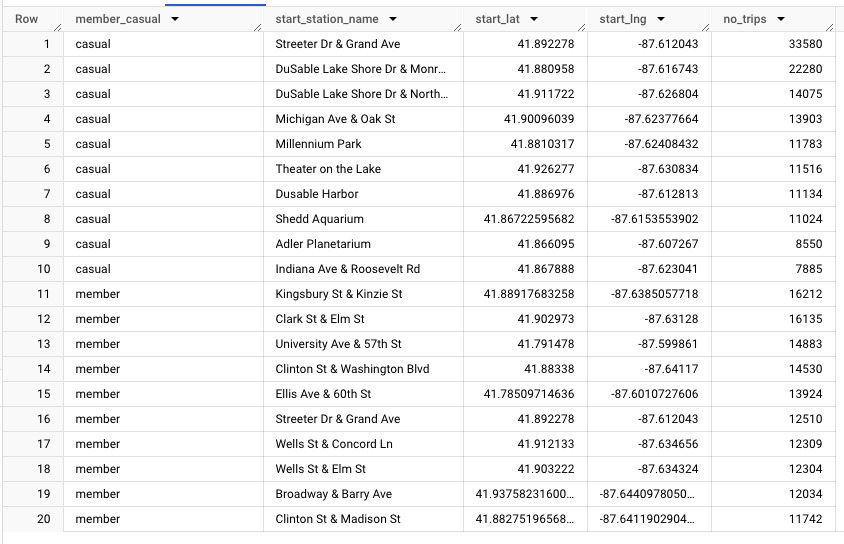 Row member_casual start_station_name start_lat start_lng no_trips
1 casual Streeter Dr & Grand Ave 41.892278 -87.612043 33580
2 casual DuSable Lake Shore Dr & Monr... 41.880958 -87.616743 22280
3 casual DuSable Lake Shore Dr & North... 41.911722 -87.626804 14075
4 casual Michigan Ave & Oak St 41.90096039 -87.62377664 13903
5 casual Millennium Park 41.8810317 -87.62408432 11783
6 casual Theater on the Lake 41.926277 -87.630834 11516
7 casual Dusable Harbor 41.886976 -87.612813 11134
8 casual Shedd Aquarium 41.86722595682 -87.6153553902 11024
9 casual Adler Planetarium 41.866095 -87.607267 8550
10 casual Indiana Ave & Roosevelt Rd 41.867888 -87.623041 7885
11 member Kingsbury St & Kinzie St 41.88917683258 -87.6385057718 16212
12 member Clark St & Elm St 41.902973 -87.63128 16135
13 member University Ave & 57th St 41.791478 -87.599861 14883
14 member Clinton St & Washington Blvd 41.88338 -87.64117 14530
15 member Ellis Ave & 60th St 41.78509714636 -87.6010727606 13924
16 member Streeter Dr & Grand Ave 41.892278 -87.612043 12510
17 member Wells St & Concord Ln 41.912133 -87.634656 12309
18 member Wells St & Elm St 41.903222 -87.634324 12304
19 member Broadway & Barry Ave 41.93758231600... -87.6440978050... 12034
20 member Clinton St & Madison St 41.88275196568... -87.6411902904... 11742